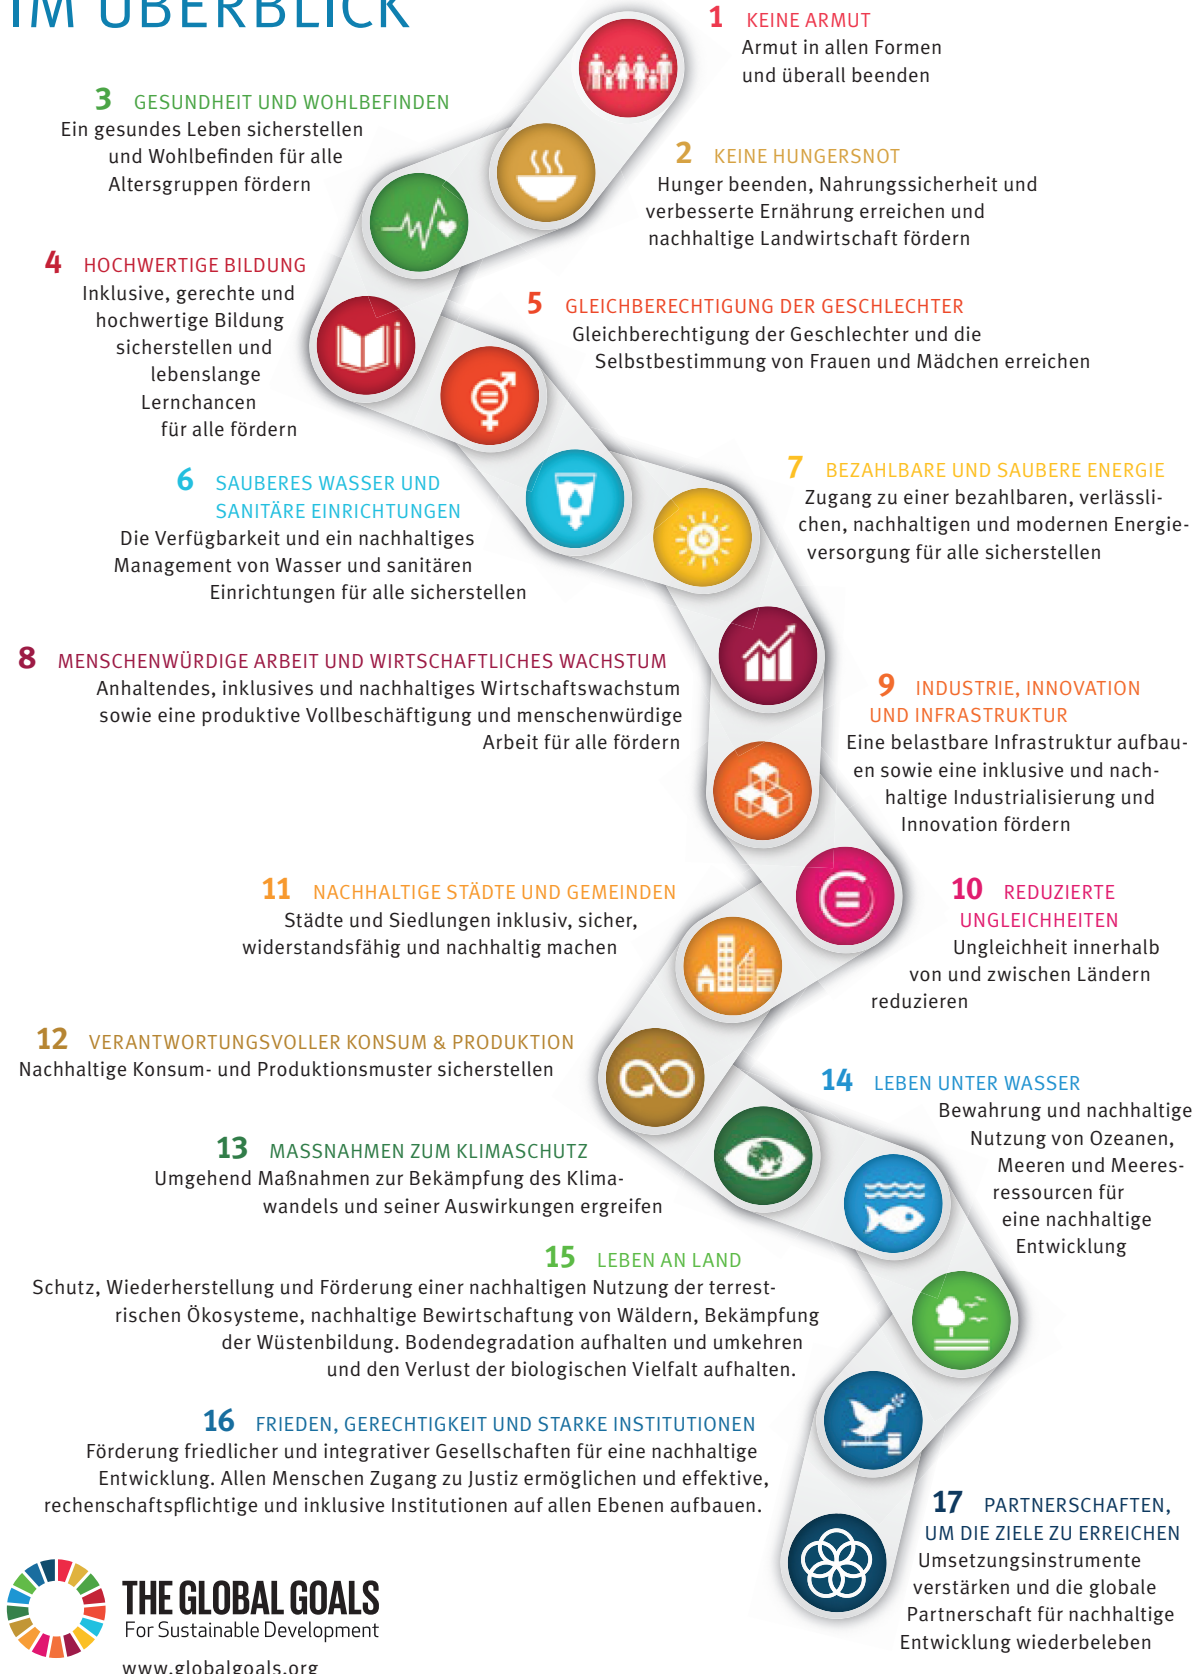 IM ÜBERBLICK
1 KEINE ARMUT
Armut in allen Formen
und überall beenden
2 KEINE HUNGERSNOT
Hunger beenden, Nahrungssicherheit und
verbesserte Ernährung erreichen und
nachhaltige Landwirtschaft fördern
3 GESUNDHEIT UND WOHLBEFINDEN
Ein gesundes Leben sicherstellen
und Wohlbefinden für alle
Altersgruppen fördern
4 HOCHWERTIGE BILDUNG
Inklusive, gerechte und
hochwertige Bildung
sicherstellen und
lebenslange
Lernchancen
für alle fördern
5 GLEICHBERECHTIGUNG DER GESCHLECHTER
Gleichberechtigung der Geschlechter und die
Selbstbestimmung von Frauen und Mädchen erreichen
6 SAUBERES WASSER UND
SANITÄRE EINRICHTUNGEN
Die Verfügbarkeit und ein nachhaltiges
Management von Wasser und sanitären
Einrichtungen für alle sicherstellen
7 BEZAHLBARE UND SAUBERE ENERGIE
Zugang zu einer bezahlbaren, verlässli-
chen, nachhaltigen und modernen Energie-
versorgung für alle sicherstellen
8 MENSCHENWÜRDIGE ARBEIT UND WIRTSCHAFTLICHES WACHSTUM
Anhaltendes, inklusives und nachhaltiges Wirtschaftswachstum
sowie eine produktive Vollbeschäftigung und menschenwürdige
Arbeit für alle fördern
9 INDUSTRIE, INNOVATION
UND INFRASTRUKTUR
Eine belastbare Infrastruktur aufbau-
en sowie eine inklusive und nach-
haltige Industrialisierung und
Innovation fördern
10 REDUZIERTE
UNGLEICHHEITEN
Ungleichheit innerhalb
von und zwischen Ländern
reduzieren
11 NACHHALTIGE STÄDTE UND GEMEINDEN
Städte und Siedlungen inklusiv, sicher,
widerstandsfähig und nachhaltig machen
12 VERANTWORTUNGSVOLLER KONSUM & PRODUKTION
Nachhaltige Konsum- und Produktionsmuster sicherstellen
13 MASSNAHMEN ZUM KLIMASCHUTZ
Umgehend Maßnahmen zur Bekämpfung des Klima-
wandels und seiner Auswirkungen ergreifen
14 LEBEN UNTER WASSER
Bewahrung und nachhaltige
Nutzung von Ozeanen,
Meeren und Meeres-
ressourcen für
eine nachhaltige
Entwicklung
15 LEBEN AN LAND
Schutz, Wiederherstellung und Förderung einer nachhaltigen Nutzung der terrest-
rischen Ökosysteme, nachhaltige Bewirtschaftung von Wäldern, Bekämpfung
der Wüstenbildung. Bodendegradation aufhalten und umkehren
und den Verlust der biologischen Vielfalt aufhalten.
16 FRIEDEN, GERECHTIGKEIT UND STARKE INSTITUTIONEN
Förderung friedlicher und integrativer Gesellschaften für eine nachhaltige
Entwicklung. Allen Menschen Zugang zu Justiz ermöglichen und effektive,
rechenschaftspflichtige und inklusive Institutionen auf allen Ebenen aufbauen.
17 PARTNERSCHAFTEN,
UM DIE ZIELE ZU ERREICHEN
Umsetzungsinstrumente
verstärken und die globale
Partnerschaft für nachhaltige
Entwicklung wiederbeleben
THE GLOBAL GOALS
For Sustainable Development
www.globalgoals.org